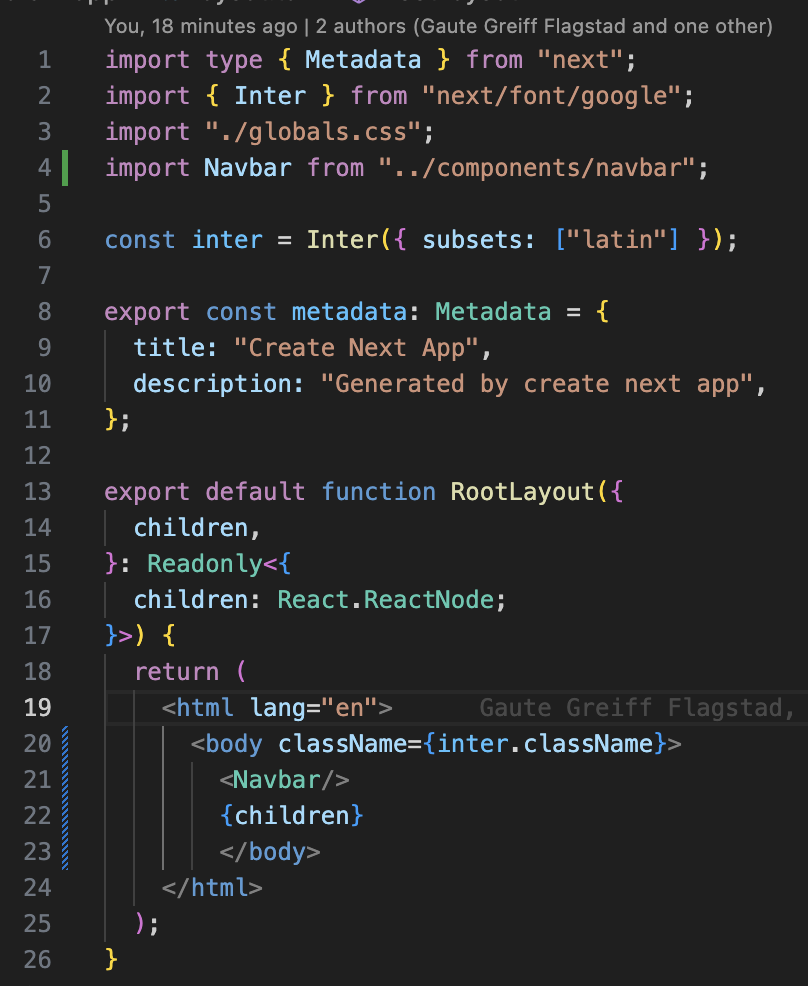 You, 18 minutes ago | 2 authors (Gaute Greiff Flagstad and one other)
1 import type { Metadata } from "next";
2 import { Inter } from "next/font/google";
3 import "./globals.css";
4 import Navbar from "../components/navbar";
5
6 const inter = Inter({ subsets: ["latin"] });
7
8 export const metadata: Metadata = {
9   title: "Create Next App",
10   description: "Generated by create next app",
11 };
12
13 export default function RootLayout({
14   children,
15 }: Readonly<{
16   children: React.ReactNode;
17 }>) {
18   return (
19     <html lang="en">      Gaute Greiff Flagstad,
20       <body className={inter.className}>
21         <Navbar/>
22         {children}
23         </body>
24     </html>
25   );
26 }